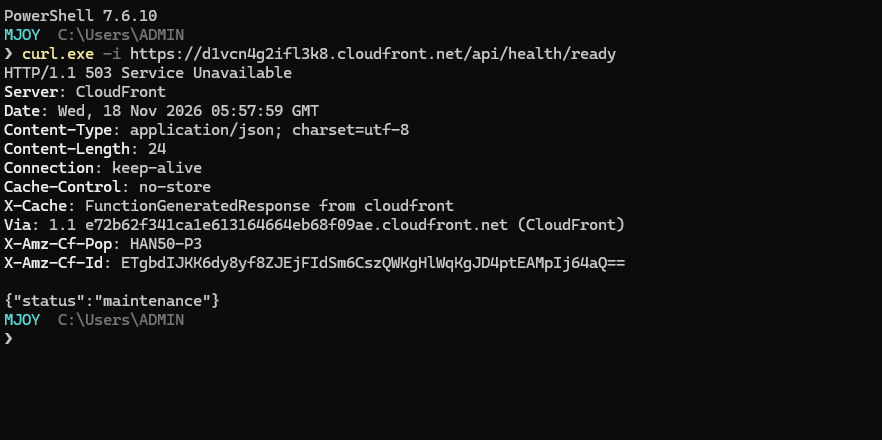 PowerShell 7.6.10
MJOY  C:\Users\ADMIN
❯ curl.exe -i https://d1vcn4g2ifl3k8.cloudfront.net/api/health/ready
HTTP/1.1 503 Service Unavailable
Server: CloudFront
Date: Wed, 18 Nov 2026 05:57:59 GMT
Content-Type: application/json; charset=utf-8
Content-Length: 24
Connection: keep-alive
Cache-Control: no-store
X-Cache: FunctionGeneratedResponse from cloudfront
Via: 1.1 e72b62f341ca1e613164664eb68f09ae.cloudfront.net (CloudFront)
X-Amz-Cf-Pop: HAN50-P3
X-Amz-Cf-Id: ETgbdIJKK6dy8yf8ZJEjFIdSm6CszQWKgHlWqKgJD4ptEAMpIj64aQ==

{"status":"maintenance"}
MJOY  C:\Users\ADMIN
❯